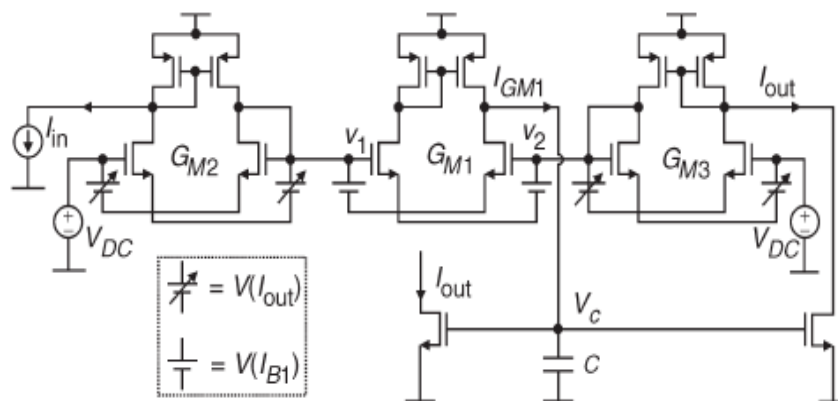 I_in
G_M2
V_DC
v_1
G_M1
I_GM1
v_2
G_M3
I_out
V_DC
= V(I_out)
= V(I_B1)
I_out
V_c
C
+
−
+
−